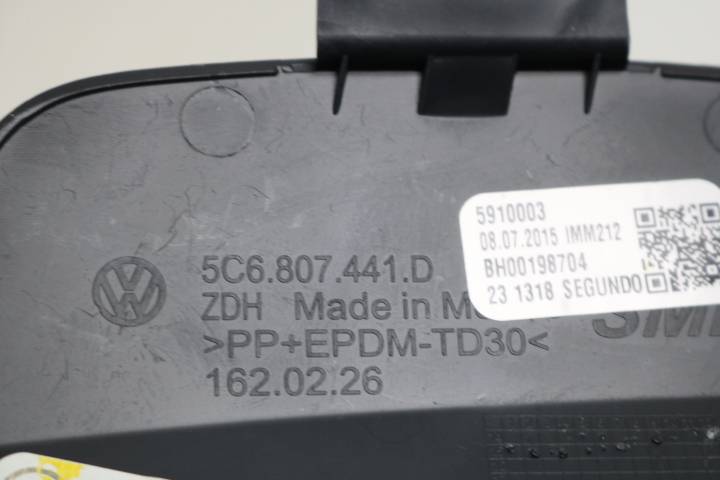 5910003
08.07.2015 IMM212
BH00198704
23 1318 SEGUNDO
5C6.807.441.D
ZDH Made in
>PP+EPDM-TD30<
162.02.26